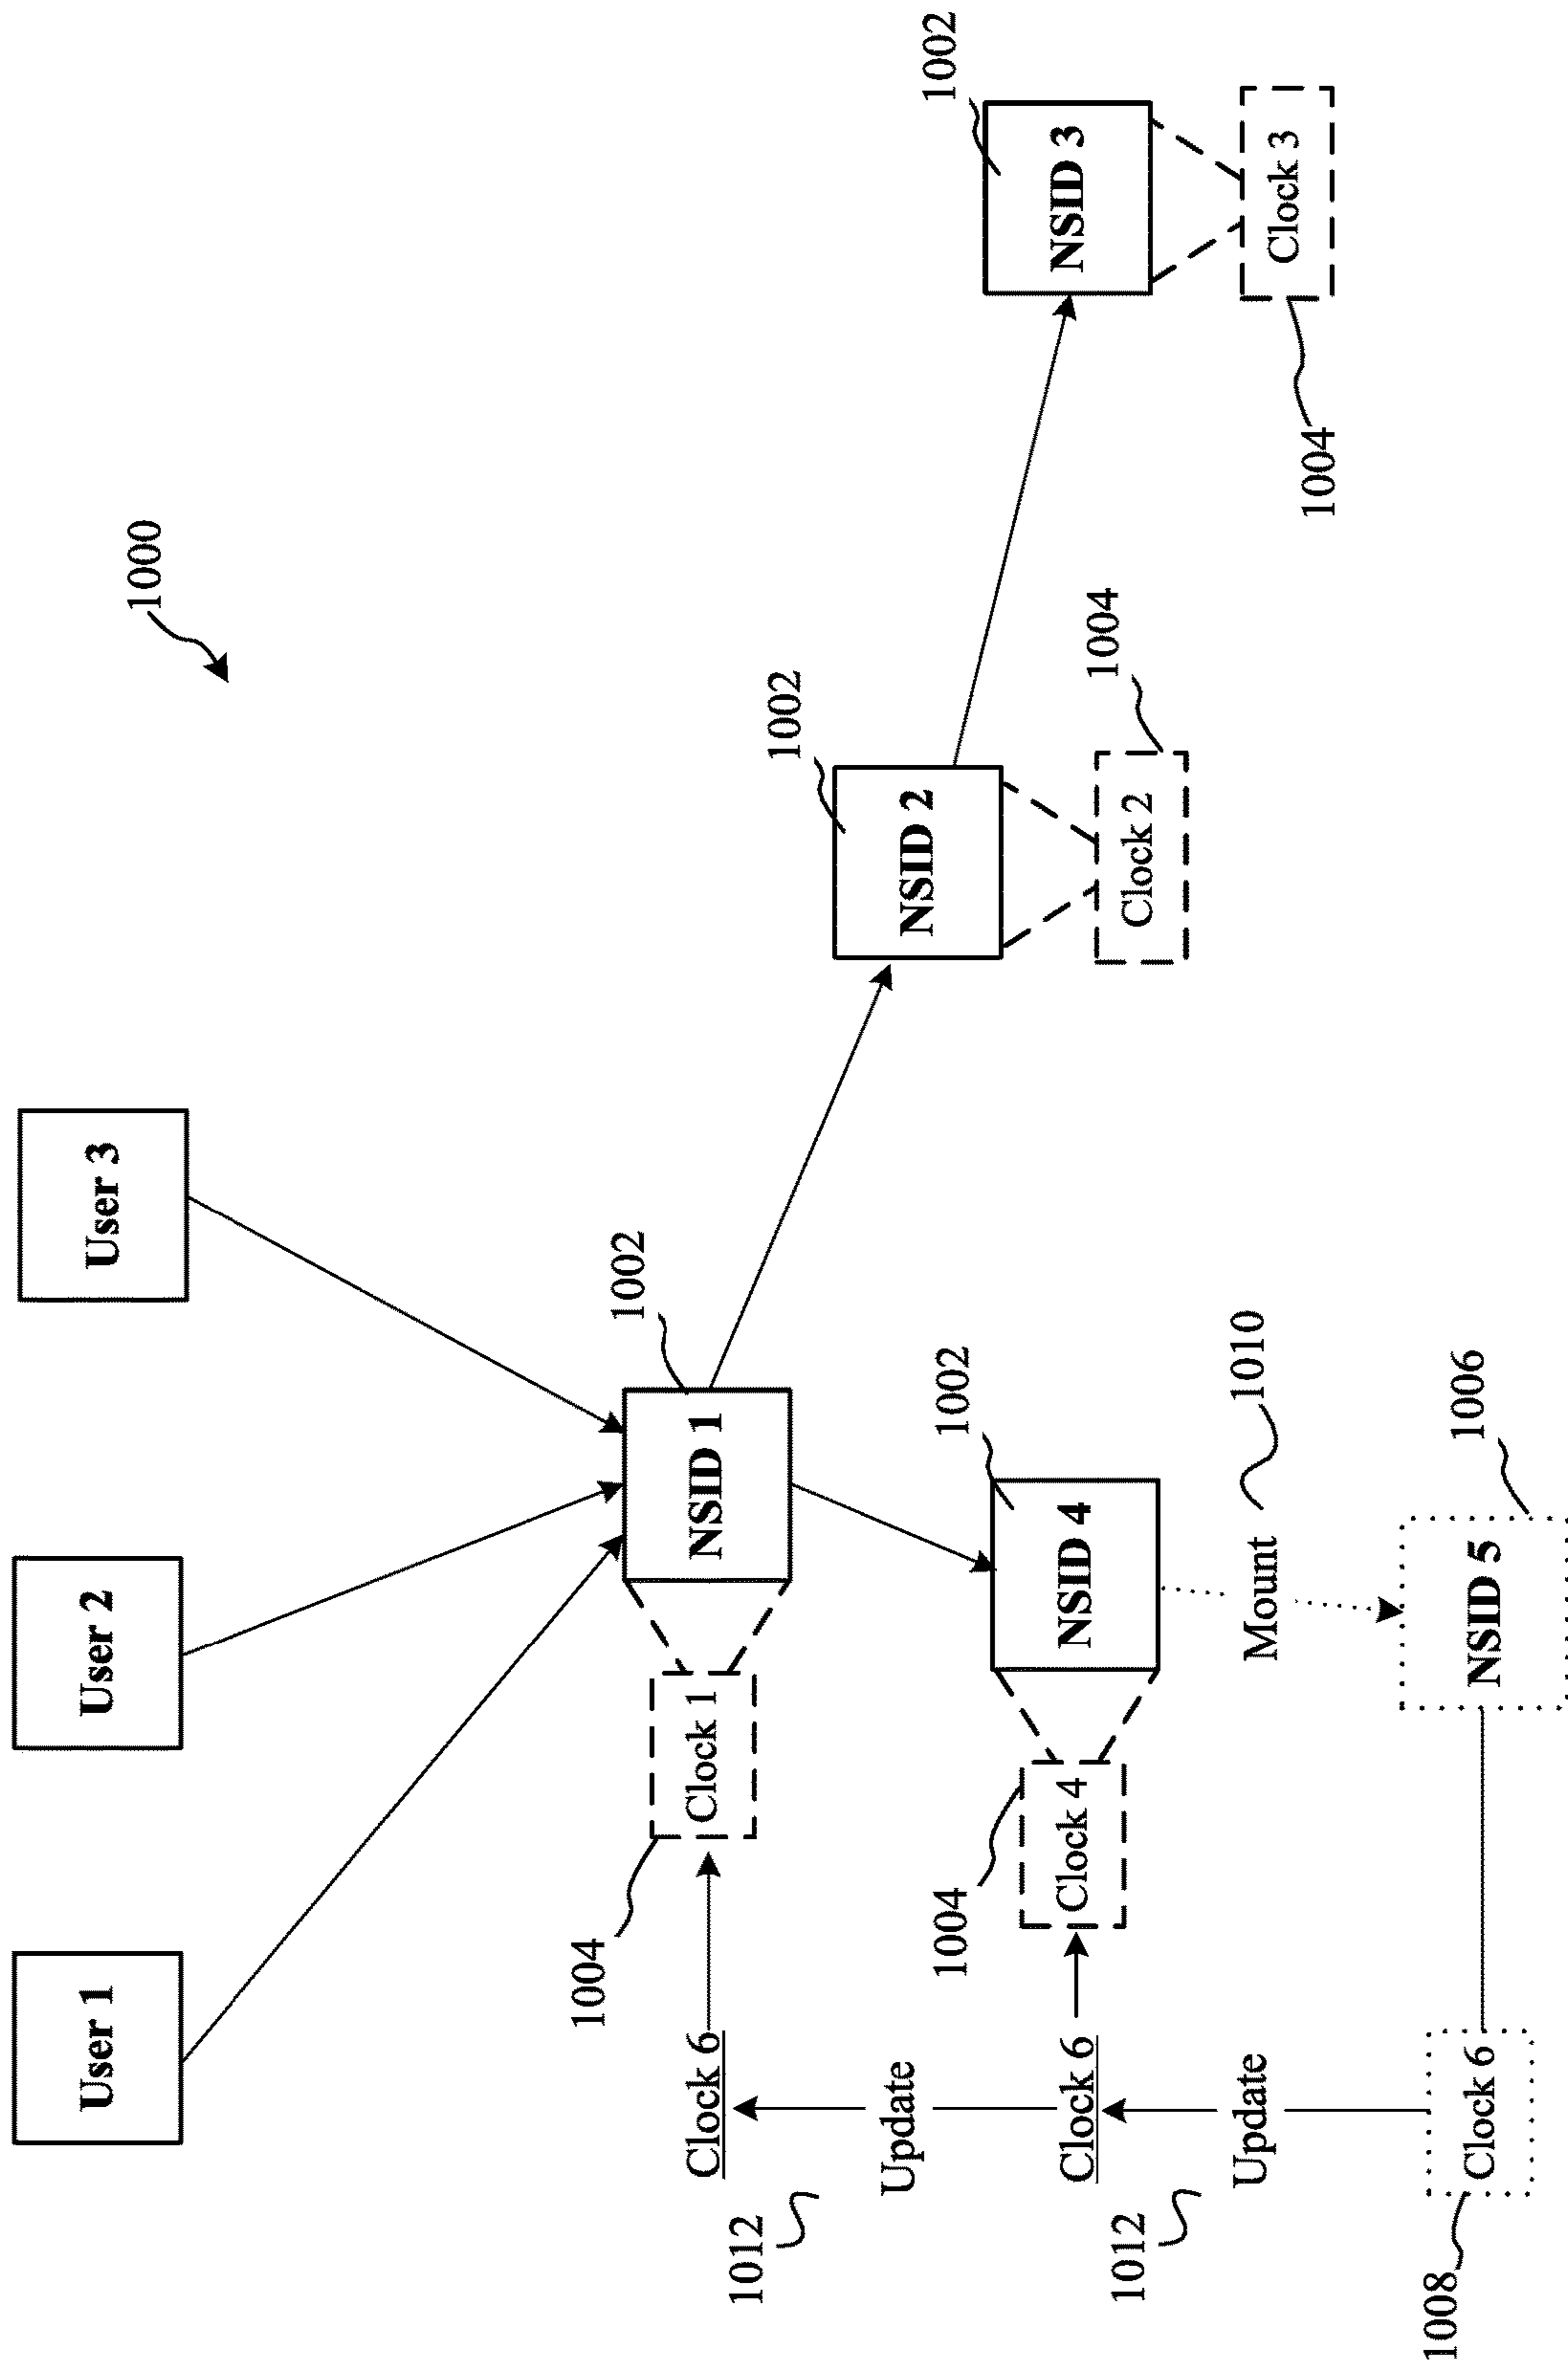 1000
User 1
User 2
User 3
1002
NSID 1
Clock 1
1004
Clock 6
Update
1012
1002
NSID 2
Clock 2
1004
1002
NSID 3
Clock 3
1004
1002
NSID 4
Clock 4
1004
Clock 6
Update
1012
Mount
1010
NSID 5
1006
Clock 6
1008